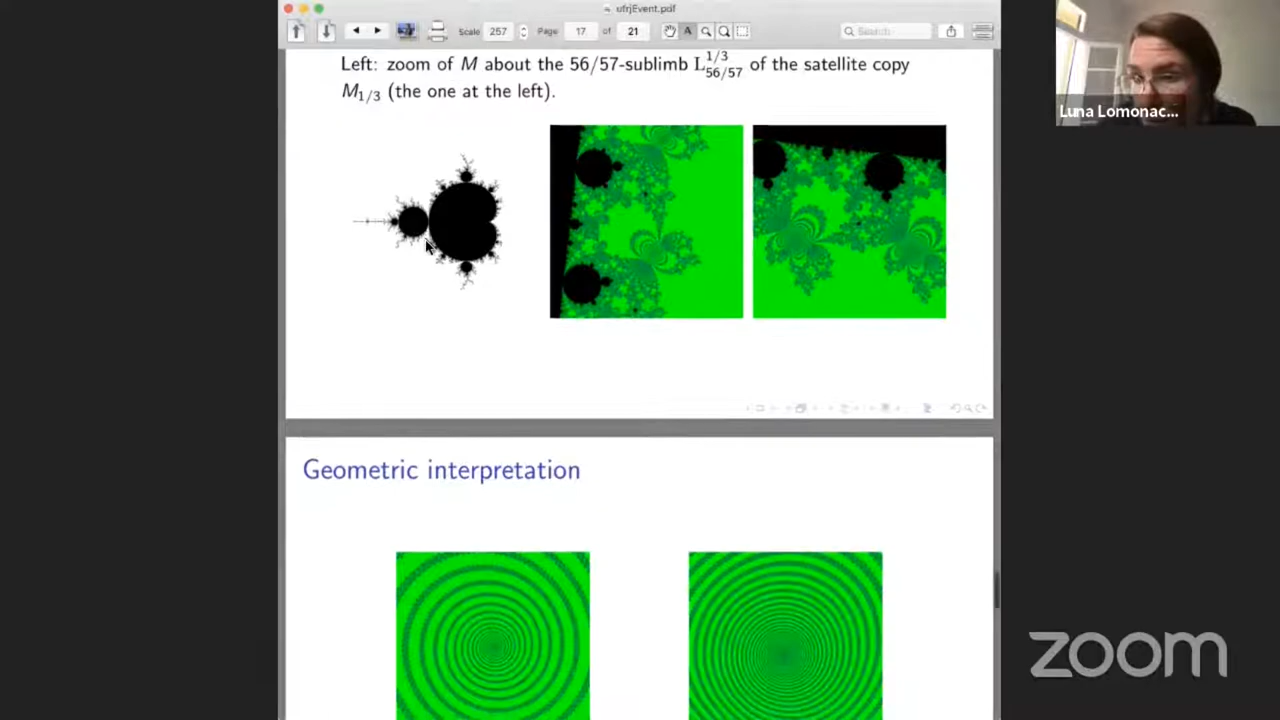 ufrjEvent.pdf
Scale 257 Page 17 of 21 Search
Left: zoom of M about the 56/57-sublimb L^{1/3}_{56/57} of the satellite copy
M_{1/3} (the one at the left).
Geometric interpretation
Luna Lomonac...
zoom